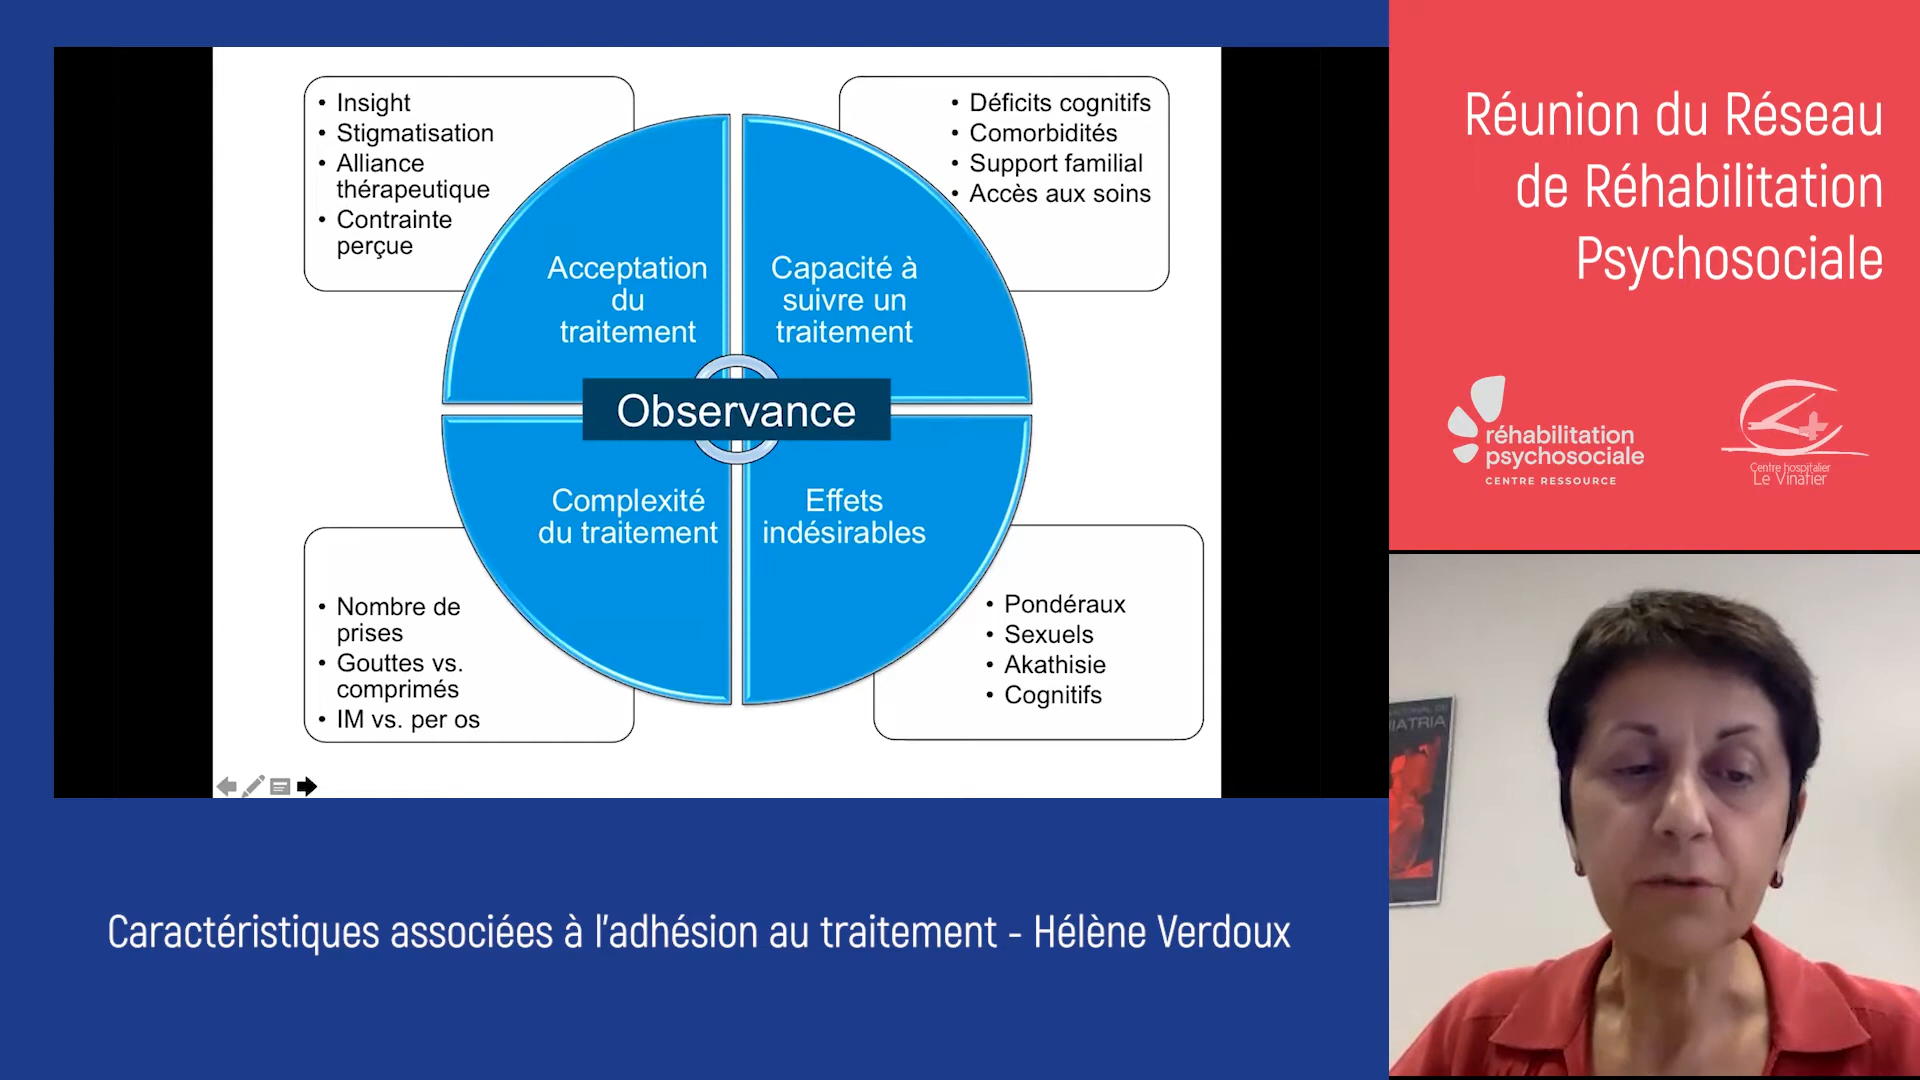 • Insight
• Stigmatisation
• Alliance
thérapeutique
• Contrainte
perçue
• Déficits cognitifs
• Comorbidités
• Support familial
• Accès aux soins
Acceptation
du
traitement
Capacité à
suivre un
traitement
Observance
Complexité
du traitement
Effets
indésirables
• Nombre de
prises
• Gouttes vs.
comprimés
• IM vs. per os
• Pondéraux
• Sexuels
• Akathisie
• Cognitifs
Caractéristiques associées à l'adhésion au traitement - Hélène Verdoux
Réunion du Réseau
de Réhabilitation
Psychosociale
réhabilitation
psychosociale
CENTRE RESSOURCE
Centre hospitalier
Le Vinatier
IATRIA